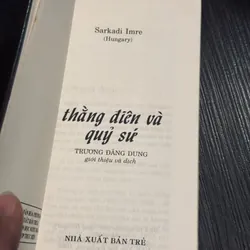 Sarkadi Imre
(Hungary)
thằng điên và
quỷ sứ
TRƯƠNG ĐĂNG DUNG
giới thiệu và dịch
NHÀ XUẤT BẢN TRẺ